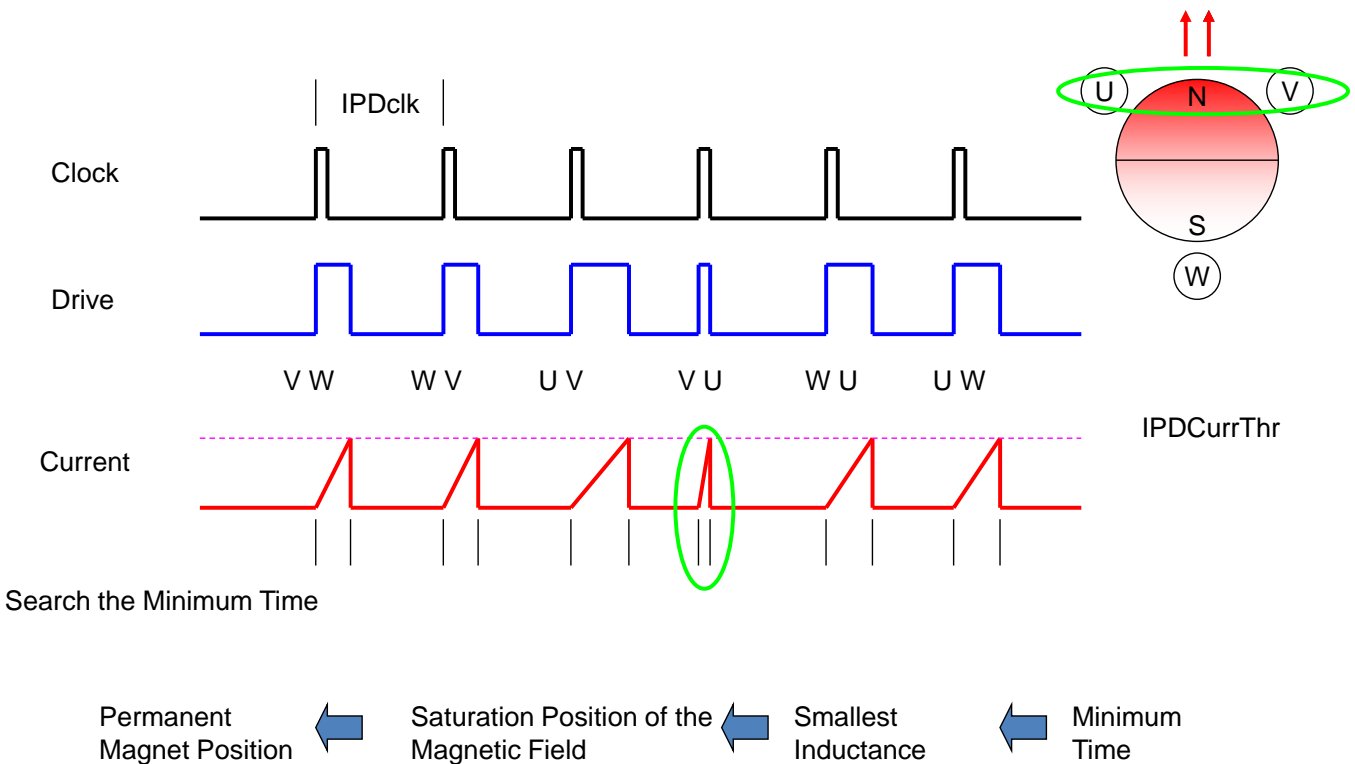 IPDclk
U
N
V
Clock
S
W
Drive
V W
W V
U V
V U
W U
U W
IPDCurrThr
Current
Search the Minimum Time
Permanent
Magnet Position
Saturation Position of the
Magnetic Field
Smallest
Inductance
Minimum
Time